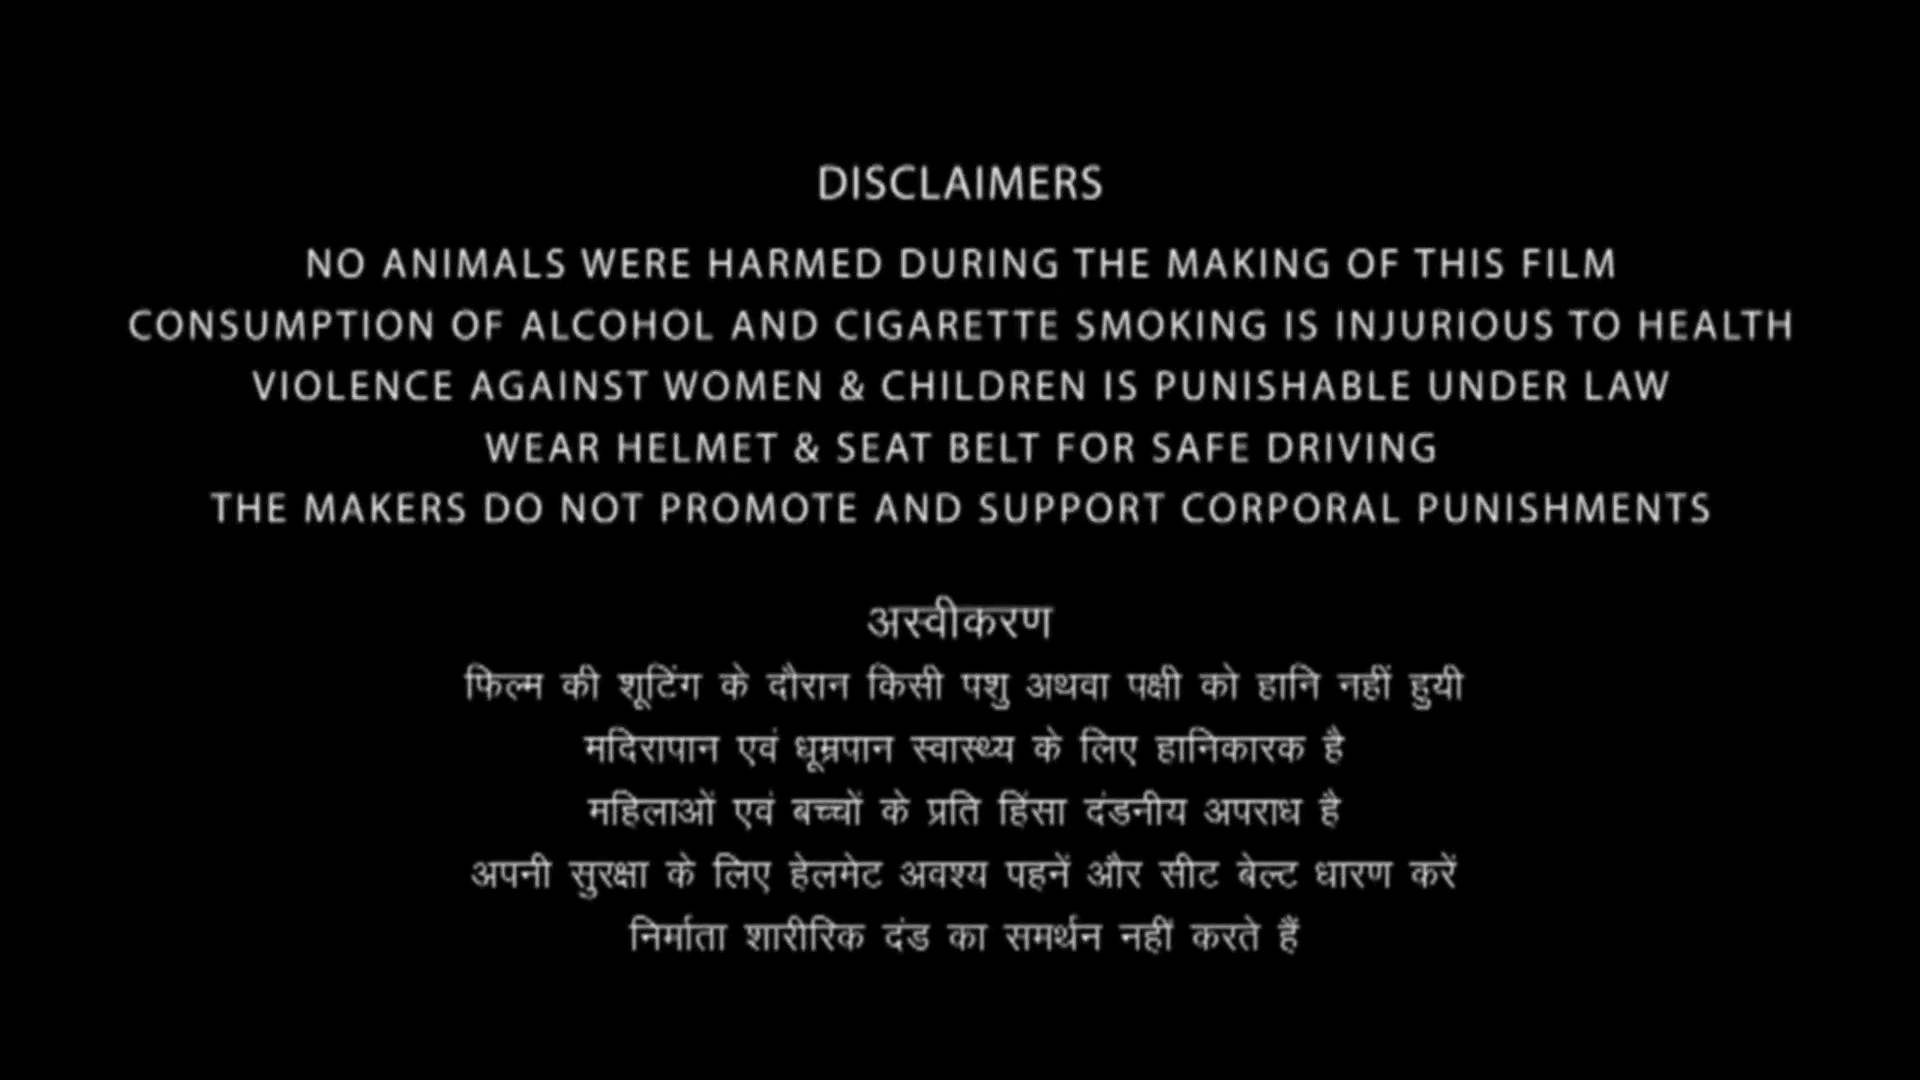 DISCLAIMERS
NO ANIMALS WERE HARMED DURING THE MAKING OF THIS FILM
CONSUMPTION OF ALCOHOL AND CIGARETTE SMOKING IS INJURIOUS TO HEALTH
VIOLENCE AGAINST WOMEN & CHILDREN IS PUNISHABLE UNDER LAW
WEAR HELMET & SEAT BELT FOR SAFE DRIVING
THE MAKERS DO NOT PROMOTE AND SUPPORT CORPORAL PUNISHMENTS
अस्वीकरण
फिल्म की शूटिंग के दौरान किसी पशु अथवा पक्षी को हानि नहीं हुयी
मदिरापान एवं धूम्रपान स्वास्थ्य के लिए हानिकारक है
महिलाओं एवं बच्चों के प्रति हिंसा दंडनीय अपराध है
अपनी सुरक्षा के लिए हेलमेट अवश्य पहनें और सीट बेल्ट धारण करें
निर्माता शारीरिक दंड का समर्थन नहीं करते हैं